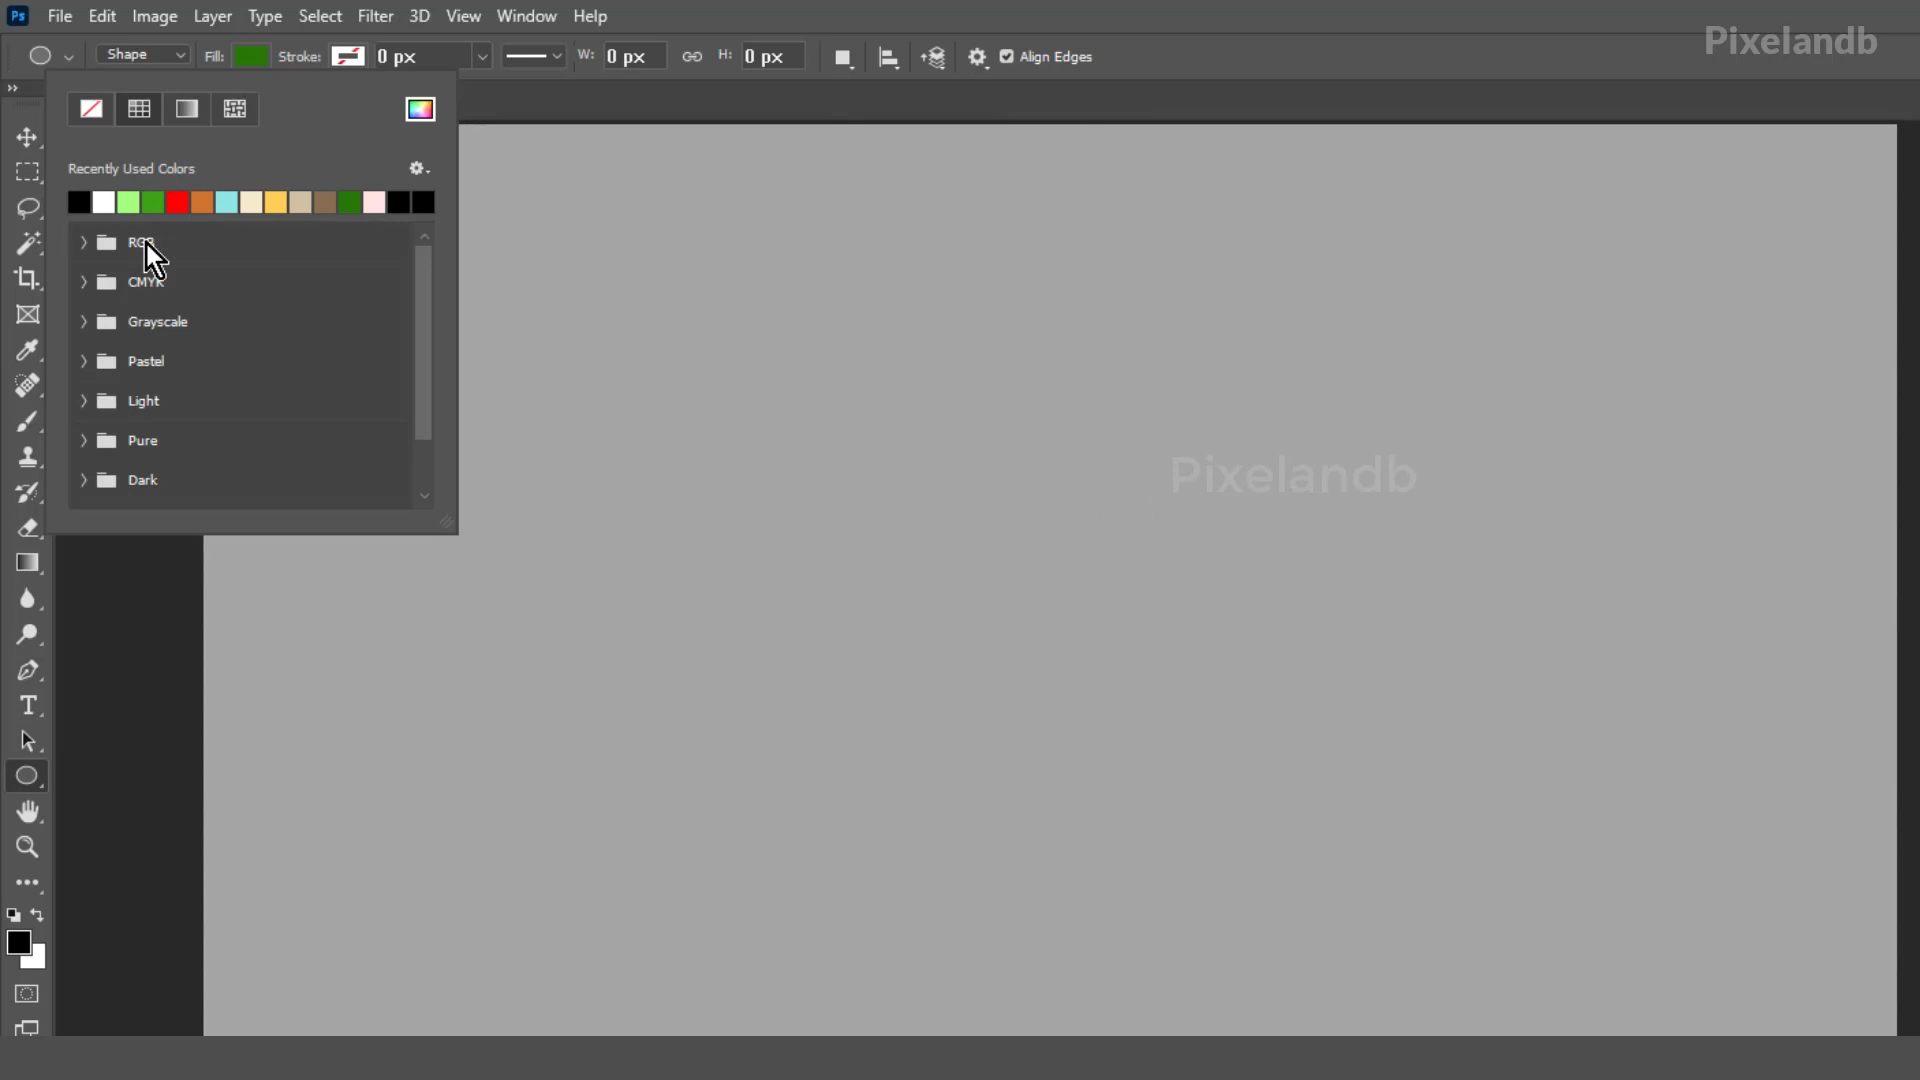 Ps File Edit Image Layer Type Select Filter 3D View Window Help
Shape Fill: Stroke: 0 px W: 0 px H: 0 px Align Edges
Pixelandb
Recently Used Colors
RGB
CMYK
Grayscale
Pastel
Light
Pure
Dark
Pixelandb